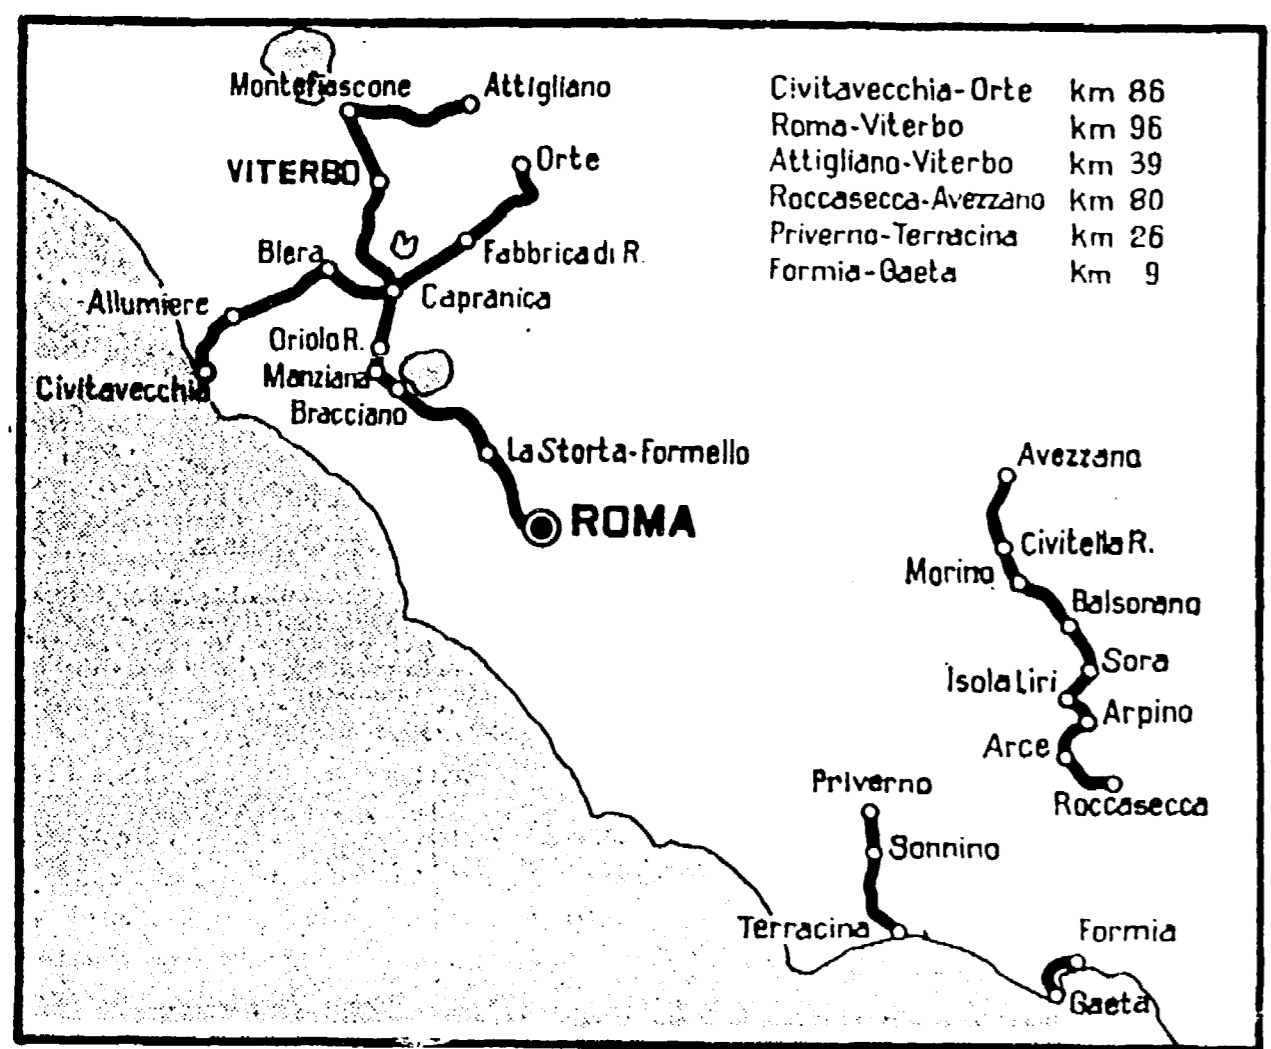 Montefiascone
Attigliano
VITERBO
Orte
Blera
Fabbrica di R.
Allumiere
Capranica
Oriolo R.
Manziana
Civitavecchia
Bracciano
La Storta-Formello
ROMA
Civitavecchia-Orte km 86
Roma-Viterbo km 96
Attigliano-Viterbo km 39
Roccasecca-Avezzano km 80
Priverno-Terracina km 26
Formia-Gaeta km 9
Avezzano
Civitella R.
Morino
Balsorano
Sora
Isola Liri
Arpino
Arce
Roccasecca
Priverno
Sonnino
Terracina
Formia
Gaeta